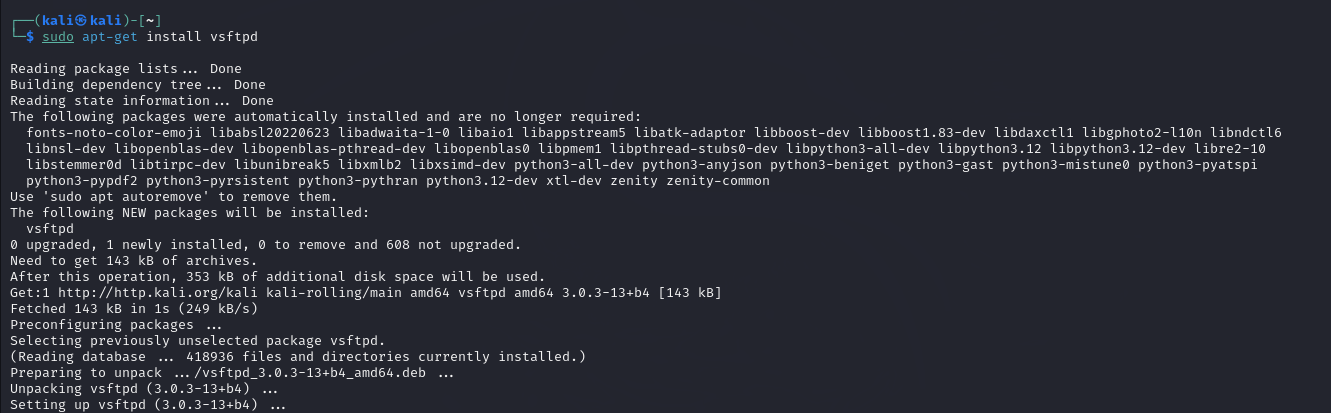 ┌──(kali㉿kali)-[~]
└─$ sudo apt-get install vsftpd
Reading package lists... Done
Building dependency tree... Done
Reading state information... Done
The following packages were automatically installed and are no longer required:
fonts-noto-color-emoji libabsl20220623 libadwaita-1-0 libaio1 libappstream5 libatk-adaptor libboost-dev libboost1.83-dev libdaxctl1 libgphoto2-l10n libndctl6
libnsl-dev libopenblas-dev libopenblas-pthread-dev libopenblas0 libpmem1 libpthread-stubs0-dev libpython3-all-dev libpython3.12 libpython3.12-dev libre2-10
libstemmer0d libtirpc-dev libunibreak5 libxmlb2 libxsimd-dev python3-all-dev python3-anyjson python3-beniget python3-gast python3-mistune0 python3-pyatspi
python3-pypdf2 python3-pyrsistent python3-pythran python3.12-dev xtl-dev zenity zenity-common
Use 'sudo apt autoremove' to remove them.
The following NEW packages will be installed:
vsftpd
0 upgraded, 1 newly installed, 0 to remove and 608 not upgraded.
Need to get 143 kB of archives.
After this operation, 353 kB of additional disk space will be used.
Get:1 http://http.kali.org/kali kali-rolling/main amd64 vsftpd amd64 3.0.3-13+b4 [143 kB]
Fetched 143 kB in 1s (249 kB/s)
Preconfiguring packages ...
Selecting previously unselected package vsftpd.
(Reading database ... 418936 files and directories currently installed.)
Preparing to unpack .../vsftpd_3.0.3-13+b4_amd64.deb ...
Unpacking vsftpd (3.0.3-13+b4) ...
Setting up vsftpd (3.0.3-13+b4) ...